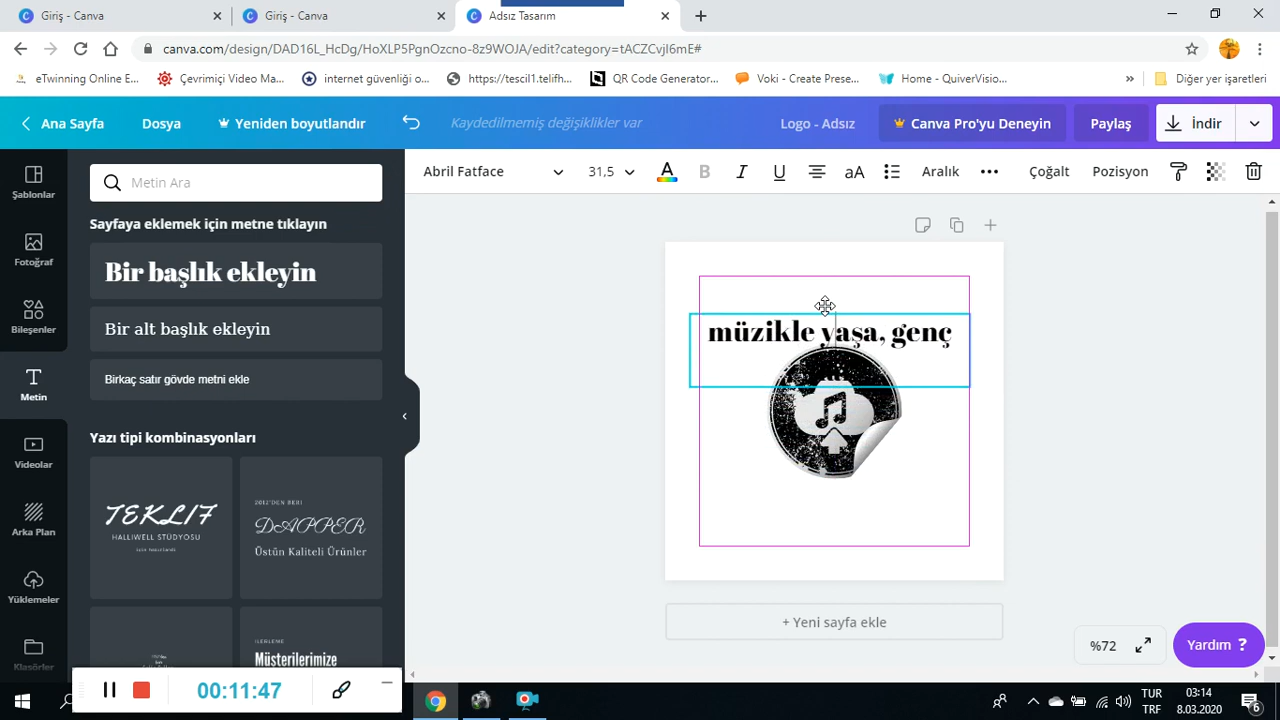 Giriş - Canva
Giriş - Canva
Adsız Tasarım
canva.com/design/DAD16L_HcDg/HoXLP5PgnOzcno-8z9WOJA/edit?category=tACZCvjI6mE#
eTwinning Online E...
Çevrimiçi Video Ma...
internet güvenliği o...
https://tescil1.telifh...
QR Code Generator...
Voki - Create Prese...
Home - QuiverVisio...
»
Diğer yer işaretleri
Ana Sayfa
Dosya
Yeniden boyutlandır
Kaydedilmemiş değişiklikler var
Logo - Adsız
Canva Pro'yu Deneyin
Paylaş
İndir
Abril Fatface
31,5
A
B
I
U
aA
Aralık
Çoğalt
Pozisyon
Şablonlar
Fotoğraf
Bileşenler
Metin
Videolar
Arka Plan
Yüklemeler
Klasörler
Metin Ara
Sayfaya eklemek için metne tıklayın
Bir başlık ekleyin
Bir alt başlık ekleyin
Birkaç satır gövde metni ekle
Yazı tipi kombinasyonları
TEKLIF
HALLIWELL STÜDYOSU
DAPPER
Üstün Kaliteli Ürünler
İLERLEME
Müşterilerimize
müzikle yaşa, genç
+ Yeni sayfa ekle
%72
Yardım ?
00:11:47
TUR
TRF
03:14
8.03.2020
6